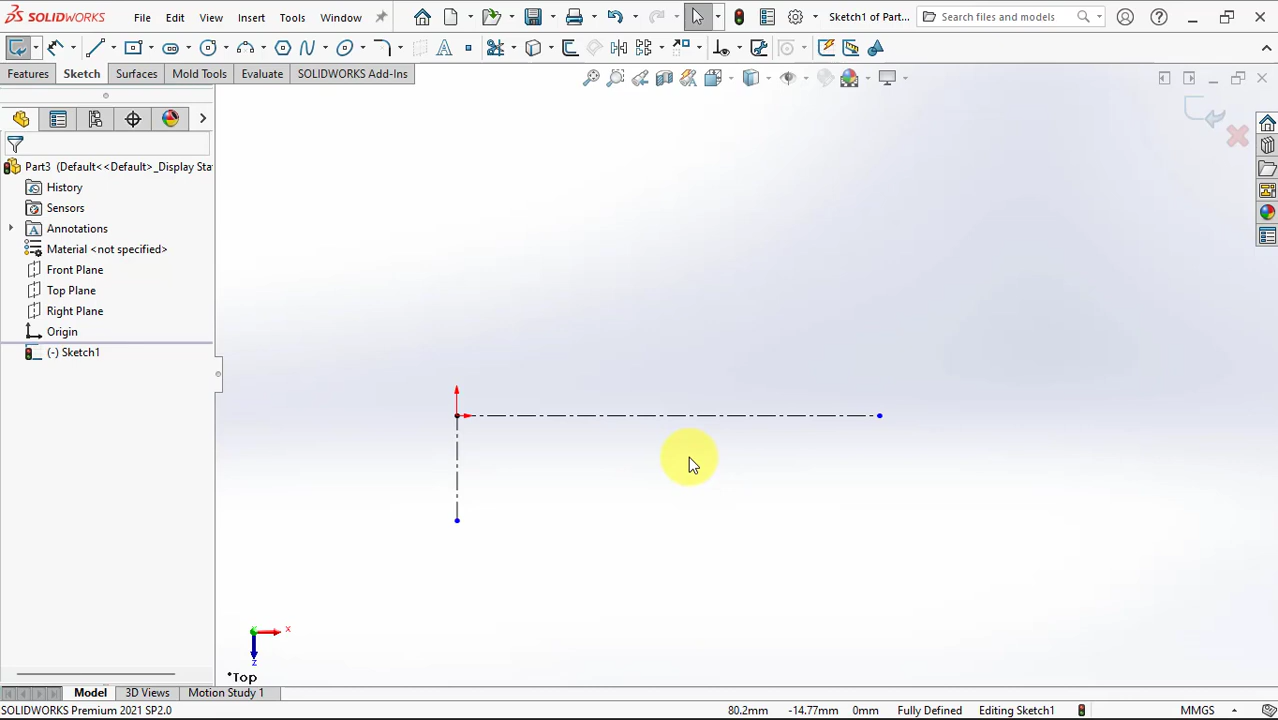 SOLIDWORKS File Edit View Insert Tools Window Sketch1 of Part... Search files and models
Features Sketch Surfaces Mold Tools Evaluate SOLIDWORKS Add-Ins
Part3 (Default<<Default>_Display Sta
History
Sensors
Annotations
Material <not specified>
Front Plane
Top Plane
Right Plane
Origin
(-) Sketch1
x
z
*Top
Model 3D Views Motion Study 1
SOLIDWORKS Premium 2021 SP2.0 80.2mm -14.77mm 0mm Fully Defined Editing Sketch1 MMGS